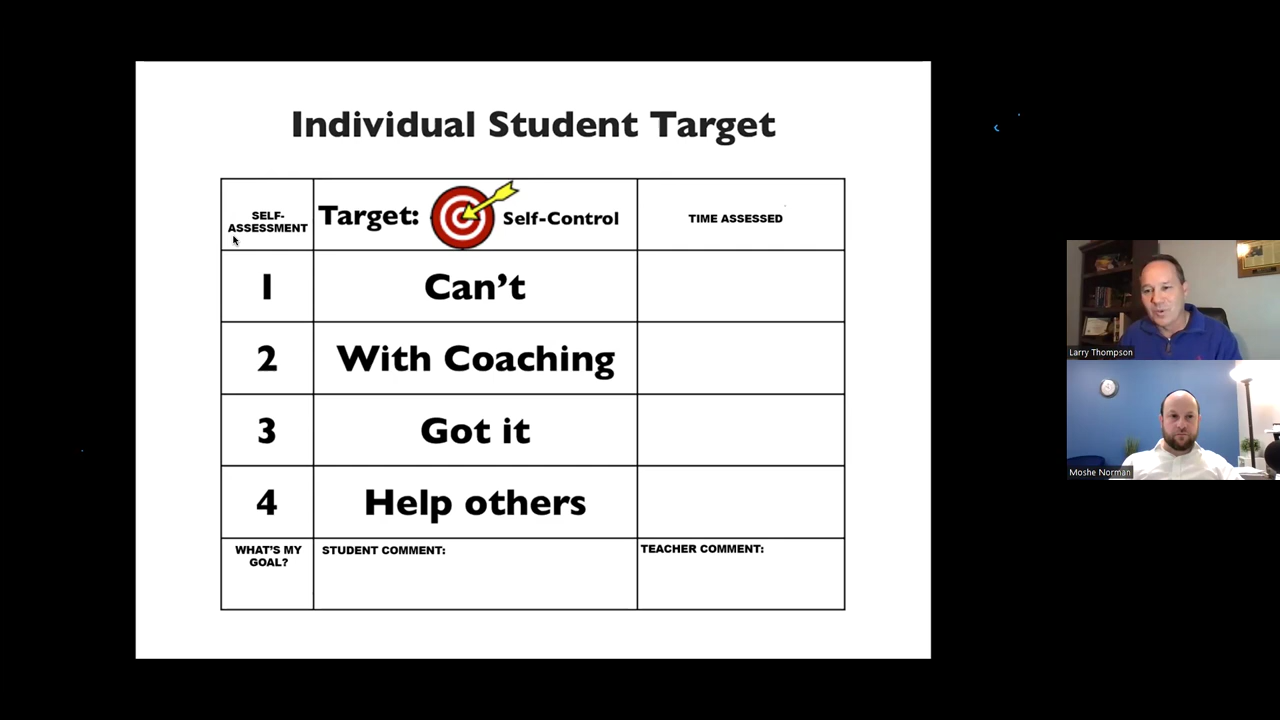 Individual Student Target
SELF-
ASSESSMENT
Target:
Self-Control
TIME ASSESSED
1
Can't
2
With Coaching
3
Got it
4
Help others
WHAT'S MY
GOAL?
STUDENT COMMENT:
TEACHER COMMENT:
Larry Thompson
Moshe Norman